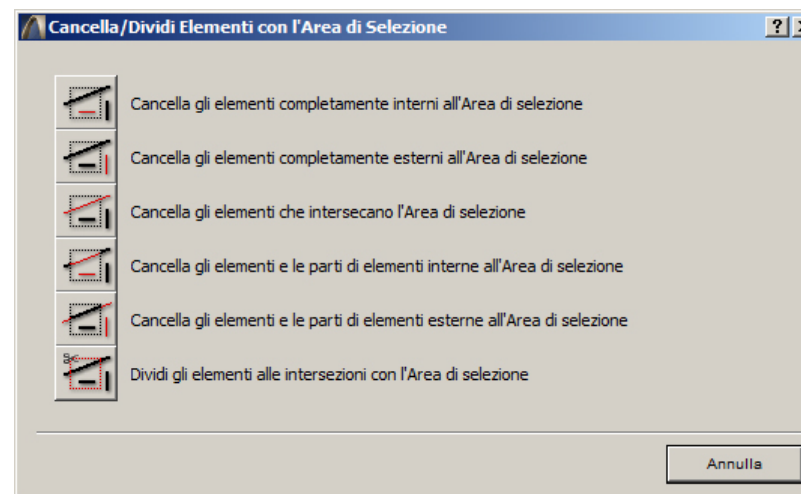 Cancella/Dividi Elementi con l'Area di Selezione
Cancella gli elementi completamente interni all'Area di selezione
Cancella gli elementi completamente esterni all'Area di selezione
Cancella gli elementi che intersecano l'Area di selezione
Cancella gli elementi e le parti di elementi interne all'Area di selezione
Cancella gli elementi e le parti di elementi esterne all'Area di selezione
Dividi gli elementi alle intersezioni con l'Area di selezione
Annulla